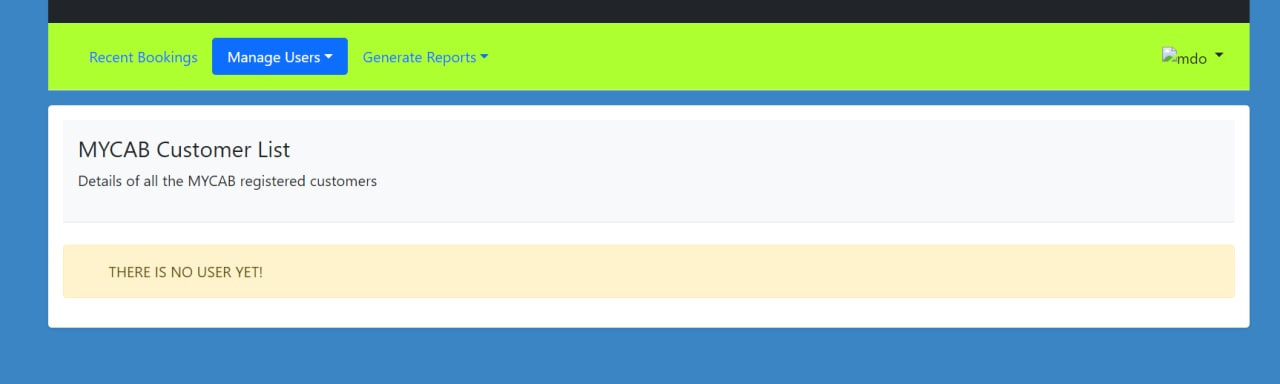 Recent Bookings Manage Users Generate Reports mdo
MYCAB Customer List
Details of all the MYCAB registered customers
THERE IS NO USER YET!